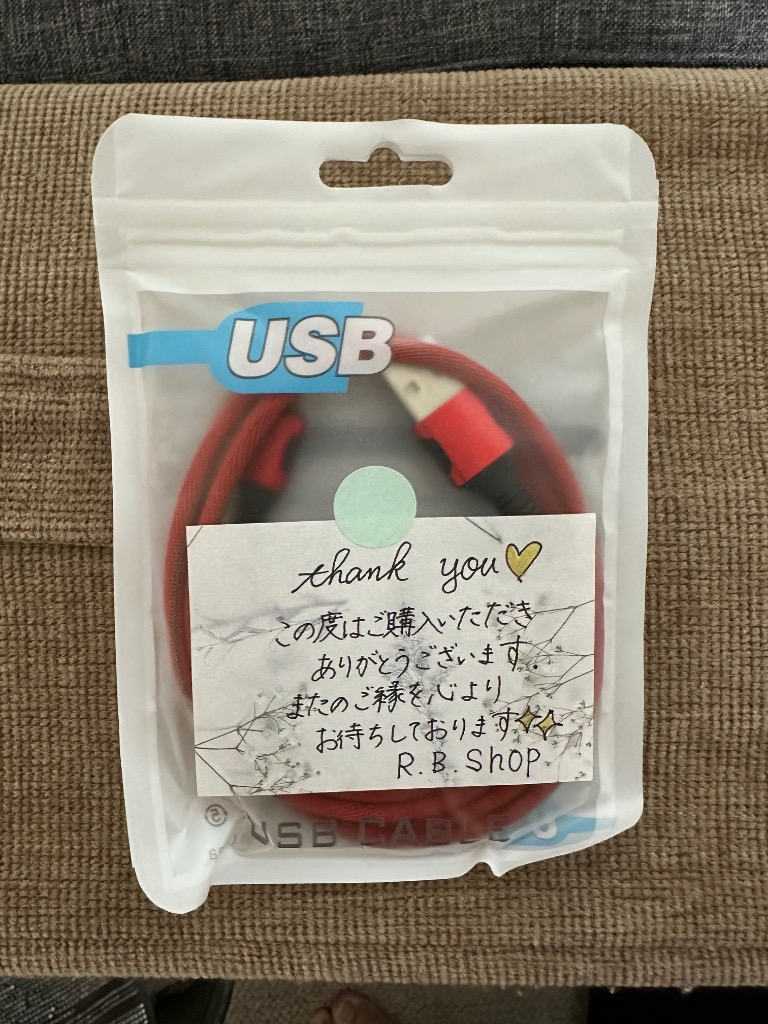 USB
thank you
この度はご購入いただき
ありがとうございます.
またのご縁を心より
お待ちしております
R.B.SHOP
USB CABLE